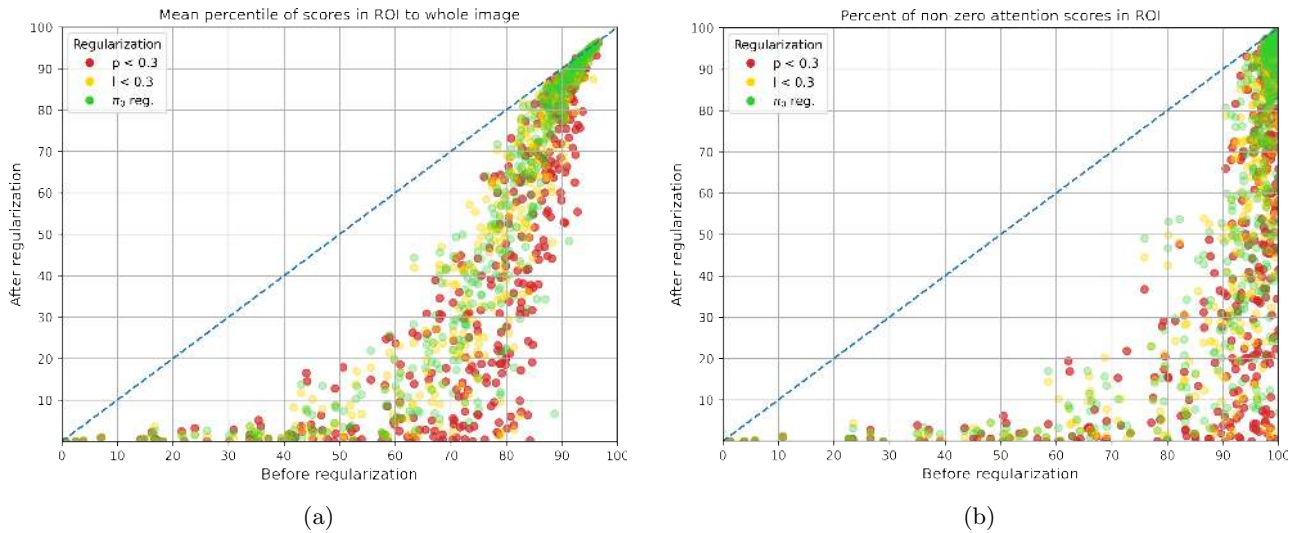 Mean percentile of scores in ROI to whole image
100
90
80
70
60
50
40
30
20
10
Regularization
p < 0.3
l < 0.3
π₀ reg.
After regularization
0 10 20 30 40 50 60 70 80 90 100
Before regularization
(a)
Percent of non-zero attention scores in ROI
100
90
80
70
60
50
40
30
20
10
Regularization
p < 0.3
l < 0.3
π₀ reg.
After regularization
0 10 20 30 40 50 60 70 80 90 100
Before regularization
(b)